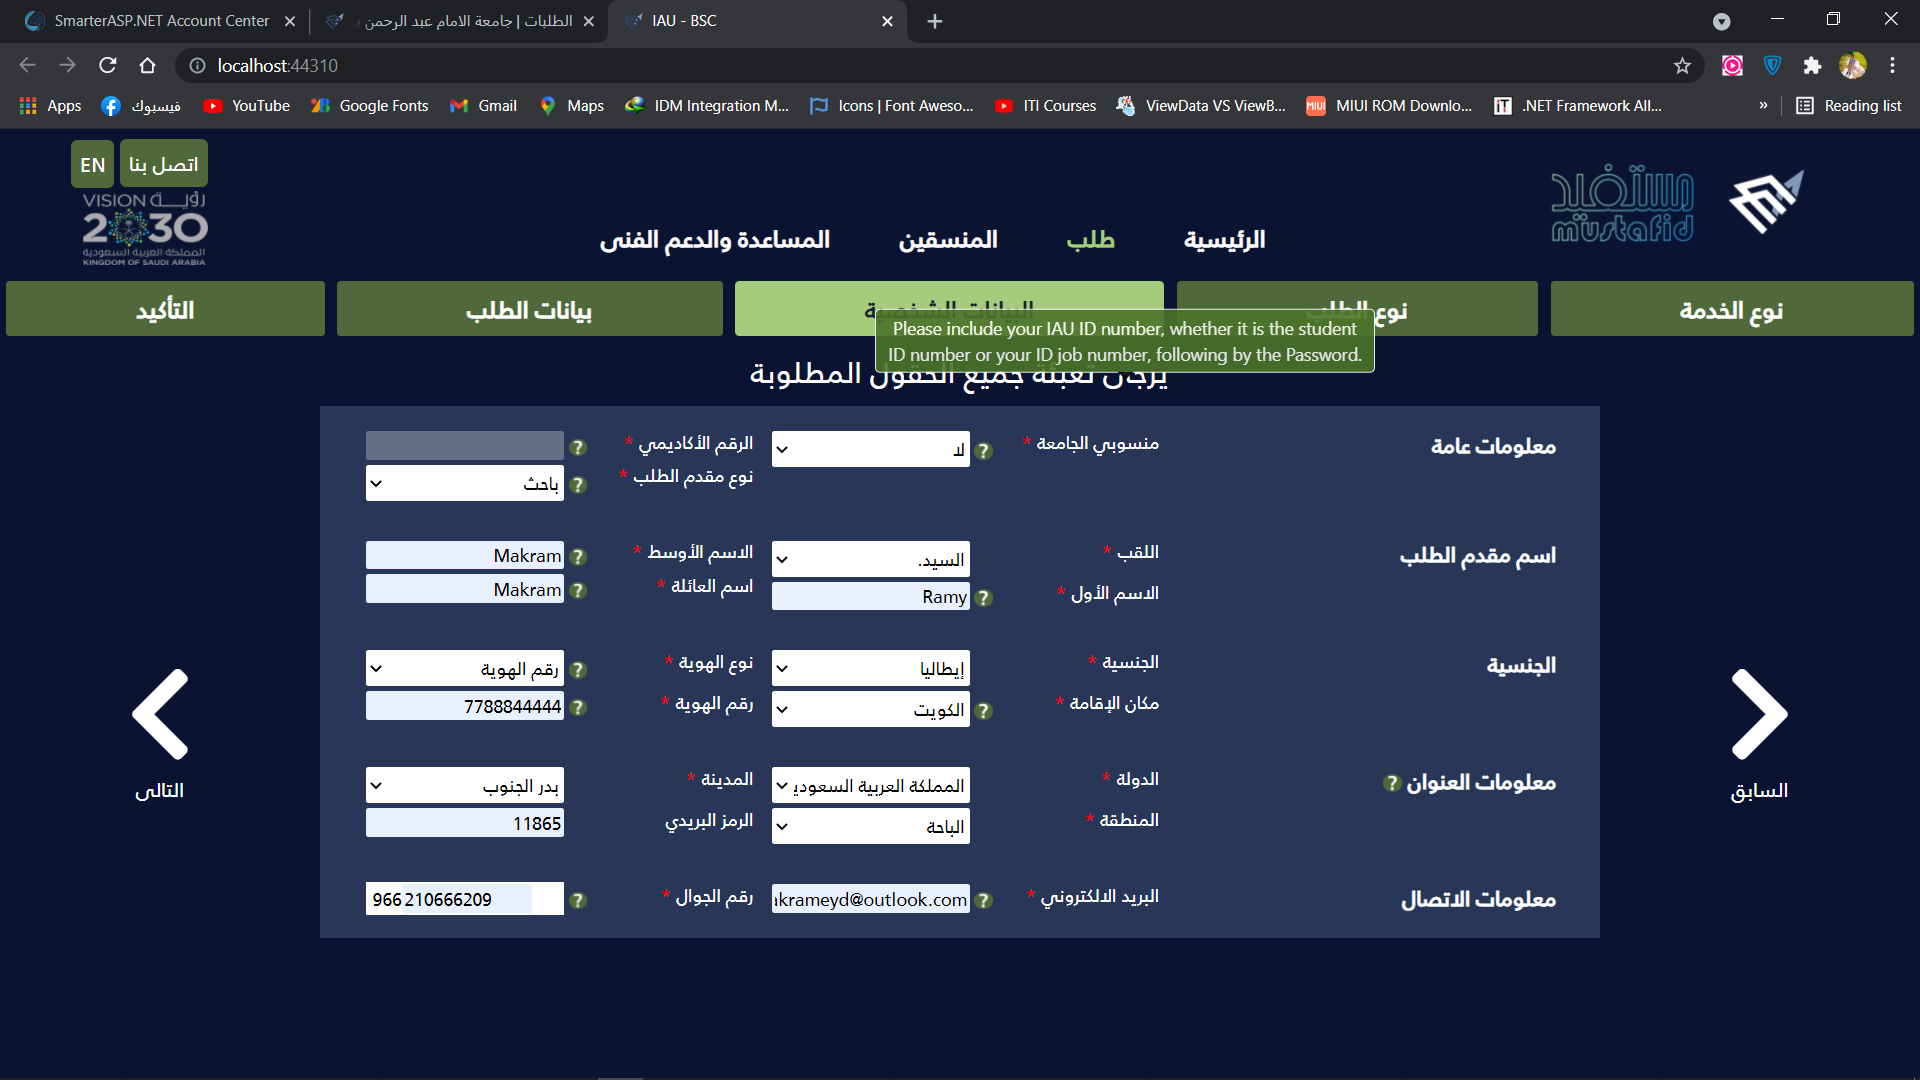 SmarterASP.NET Account Center
الطلبات | جامعة الامام عبد الرحمن
IAU - BSC
localhost:44310
Apps
فيسبوك
YouTube
Google Fonts
Gmail
Maps
IDM Integration M...
Icons | Font Aweso...
ITI Courses
ViewData VS ViewB...
MIUI ROM Downlo...
.NET Framework All...
»
Reading list
EN
اتصل بنا
VISION رؤيـــة
2030
المملكة العربية السعودية
KINGDOM OF SAUDI ARABIA
مستفيد
mustafid
الرئيسية
طلب
المنسقين
المساعدة والدعم الفنى
نوع الخدمة
نوع الطلب
البيانات الشخصية
بيانات الطلب
التأكيد
Please include your IAU ID number, whether it is the student
ID number or your ID job number, following by the Password.
يرجى تعبئة جميع الحقول المطلوبة
معلومات عامة
منسوبي الجامعة *
لا
الرقم الأكاديمي *
نوع مقدم الطلب *
باحث
اسم مقدم الطلب
اللقب *
السيد.
الاسم الأوسط *
Makram
الاسم الأول *
Ramy
اسم العائلة *
Makram
الجنسية
الجنسية *
إيطاليا
نوع الهوية *
رقم الهوية
مكان الإقامة *
الكويت
رقم الهوية *
7788844444
معلومات العنوان
الدولة *
المملكة العربية السعودي
المدينة *
بدر الجنوب
المنطقة *
الباحة
الرمز البريدي
11865
معلومات الاتصال
البريد الالكتروني *
krameyd@outlook.com
رقم الجوال *
966 210666209
السابق
التالى